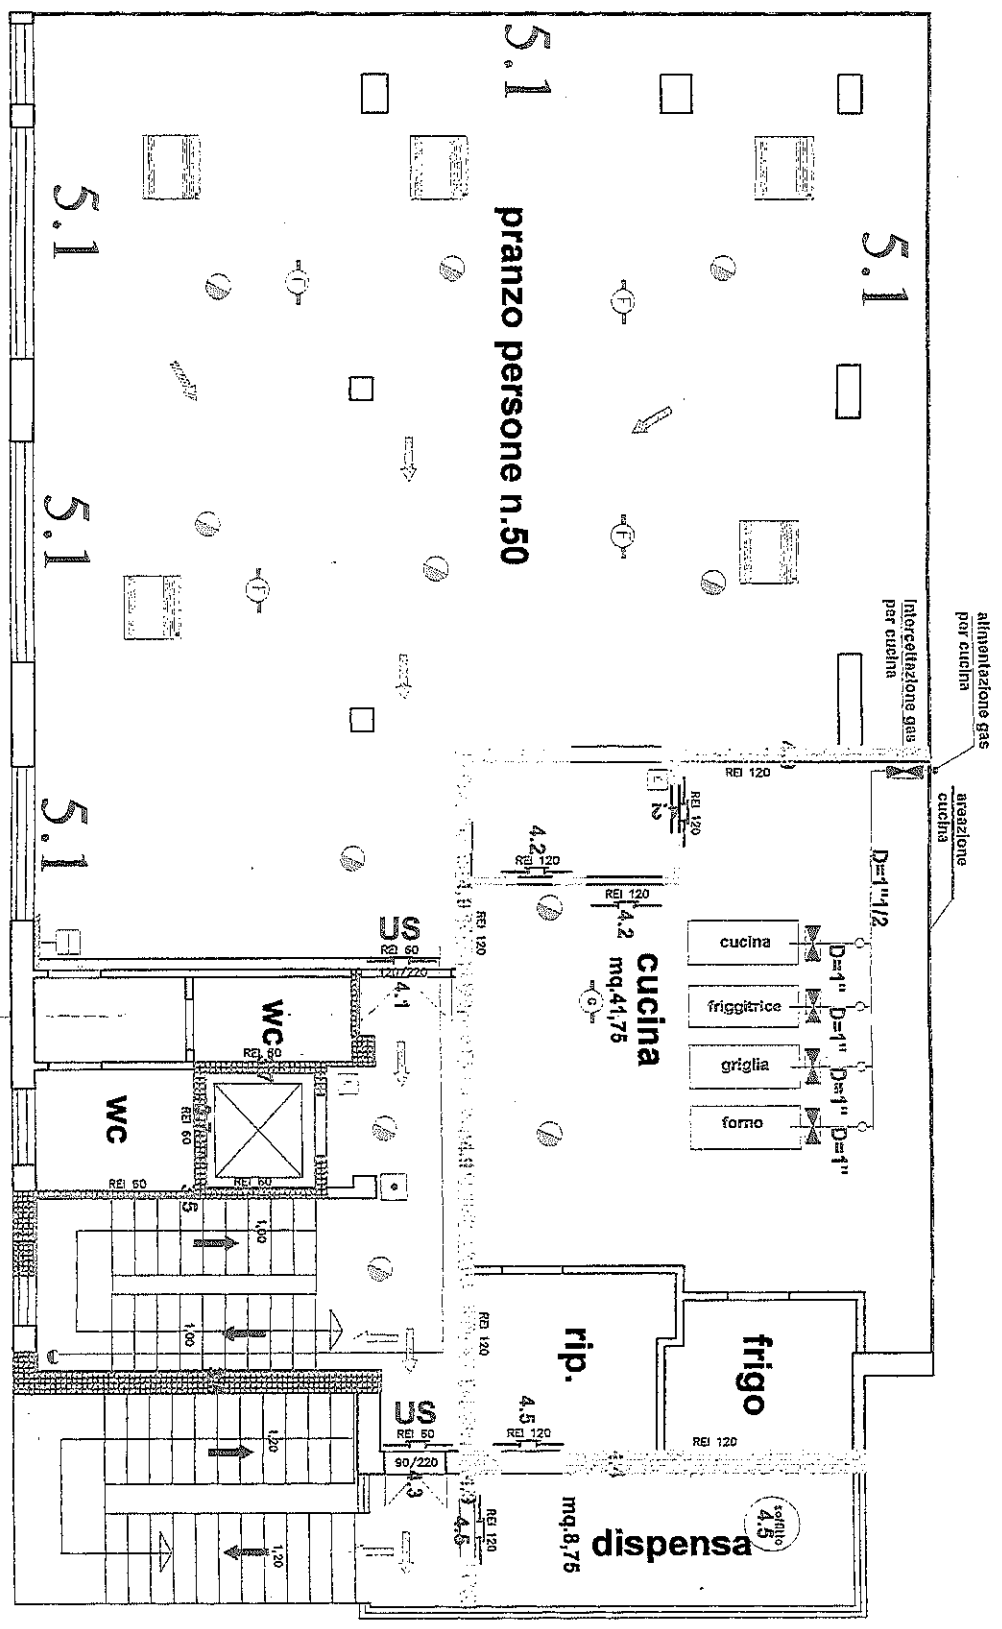 5.1
5.1
5.1
pranzo persone n.50
5.1
5.1
alimentazione gas
per cucina
intercettazione gas
per cucina
areazione
cucina
REI 120
REI 120
4.2
REI 120
REI 120
4.2
REI 120
D=1"1/2
cucina
D=1"
friggitrice
D=1"
griglia
D=1"
forno
D=1"
cucina
mq.41,75
G
F
F
F
US
REI 60
120/220
4.1
wc
REI 60
wc
REI 60
REI 60
REI 60
1,00
1,00
REI 120
rip.
frigo
4.5
REI 120
REI 120
US
REI 60
90/220
4.3
1,20
1,20
REI 120
4.5
mq.8,75
dispensa
soffitto
4.5